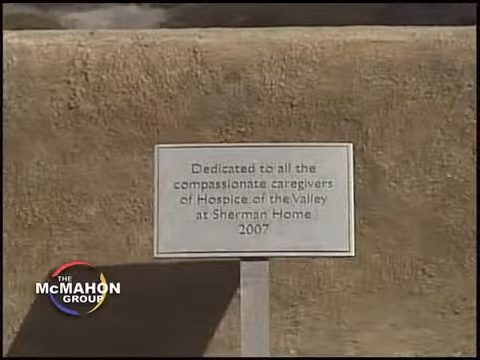 Dedicated to all the
compassionate caregivers
of Hospice of the Valley
at Sherman Home
2007
THE
McMAHON
GROUP